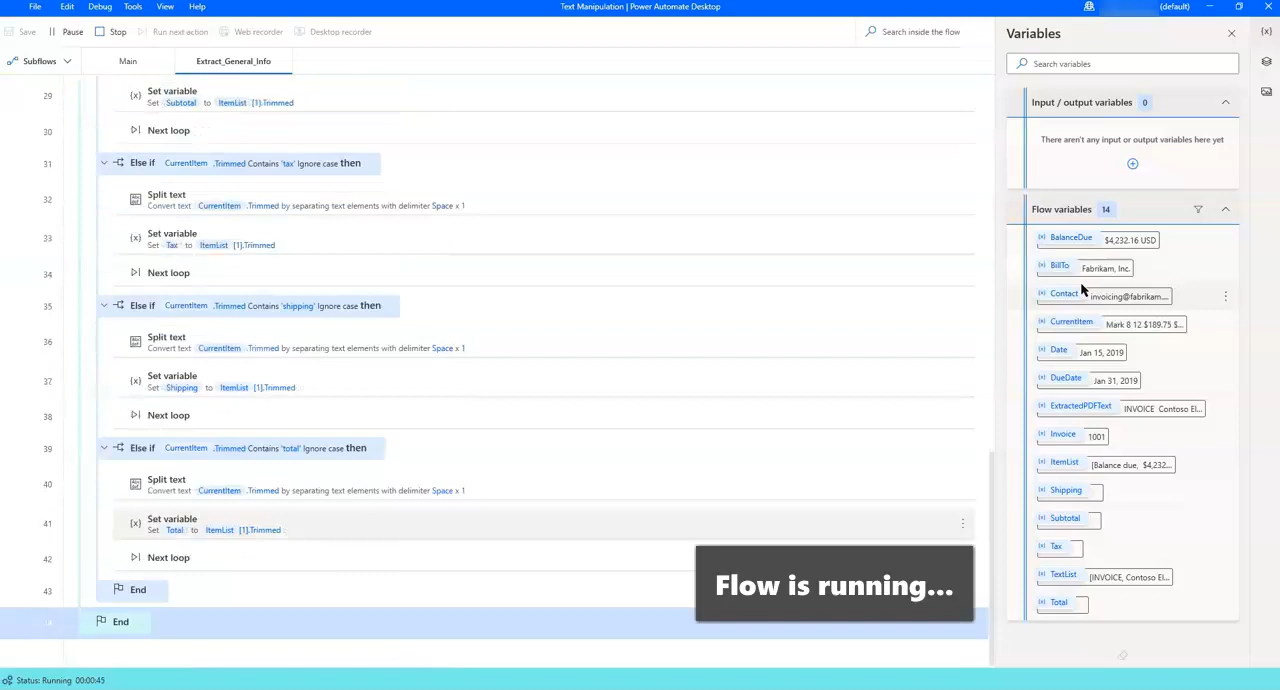 File Edit Debug Tools View Help
Text Manipulation | Power Automate Desktop
(default)
Save Pause Stop Run next action Web recorder Desktop recorder
Search inside the flow
Subflows Main Extract_General_Info
29 Set variable
Set Subtotal to ItemList [1].Trimmed
30 Next loop
31 Else if CurrentItem .Trimmed Contains 'tax' Ignore case then
32 Split text
Convert text CurrentItem .Trimmed by separating text elements with delimiter Space x 1
33 Set variable
Set Tax to ItemList [1].Trimmed
34 Next loop
35 Else if CurrentItem .Trimmed Contains 'shipping' Ignore case then
36 Split text
Convert text CurrentItem .Trimmed by separating text elements with delimiter Space x 1
37 Set variable
Set Shipping to ItemList [1].Trimmed
38 Next loop
39 Else if CurrentItem .Trimmed Contains 'total' Ignore case then
40 Split text
Convert text CurrentItem .Trimmed by separating text elements with delimiter Space x 1
41 Set variable
Set Total to ItemList [1].Trimmed
42 Next loop
43 End
End
Flow is running...
Status: Running 00:00:45
Variables
{x}
Search variables
Input / output variables 0
There aren't any input or output variables here yet
Flow variables 14
BalanceDue $4,232.16 USD
BillTo Fabrikam, Inc.
Contact invoicing@fabrikam....
CurrentItem Mark 8 12 $189.75 $...
Date Jan 15, 2019
DueDate Jan 31, 2019
ExtractedPDFText INVOICE Contoso El...
Invoice 1001
ItemList [Balance due, $4,232...
Shipping
Subtotal
Tax
TextList [INVOICE, Contoso El...
Total